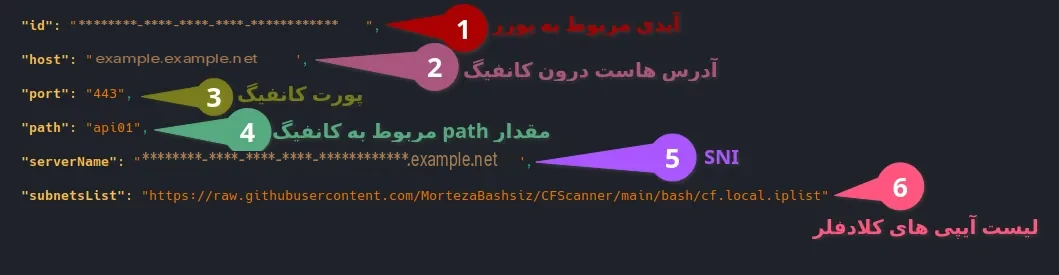 "id": "********-****-****-****-************ ", 1 آیدی مربوط به یوزر
"host": "example.example.net ', 2 آدرس هاست درون کانفیگ
"port": "443", 3 پورت کانفیگ
"path": "api01", 4 مقدار path مربوط به کانفیگ
"serverName": "********-****-****-****-************.example.net ', 5 SNI
"subnetsList": "https://raw.githubusercontent.com/MortezaBashsiz/CFScanner/main/bash/cf.local.iplist" 6
لیست آیپی های کلادفلر